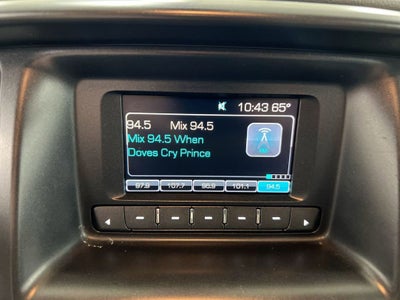 10:43 65°
94.5 Mix 94.5
Mix 94.5 When
Doves Cry Prince
97.9 107.7 96.9 101.1 94.5